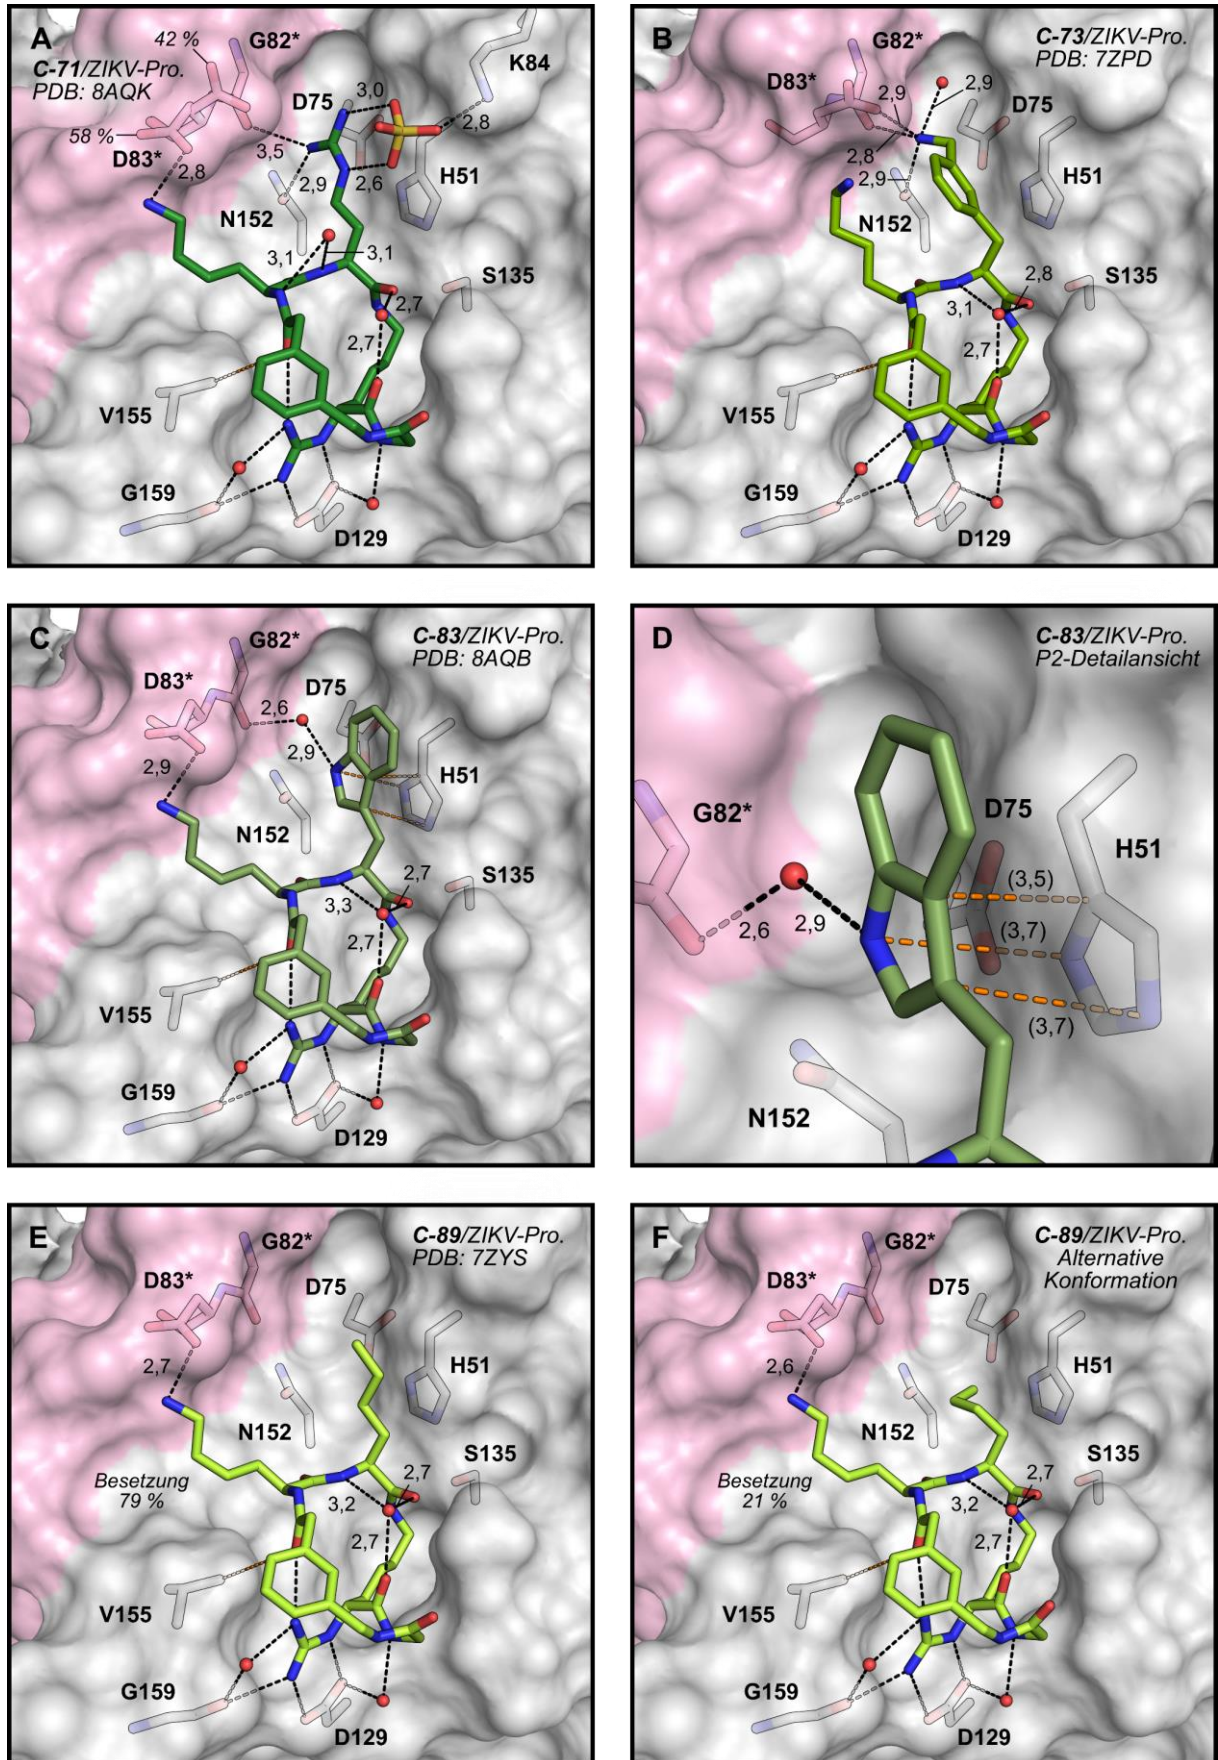 A
42 %
G82*
C-71/ZIKV-Pro.
PDB: 8AQK
K84
D75
3,0
2,8
58 %
D83*
2,8
3,5
2,9
2,6
H51
N152
3,1
3,1
S135
2,7
2,7
V155
G159
D129
B
G82*
C-73/ZIKV-Pro.
PDB: 7ZPD
D83*
2,9
2,9
D75
2,8
2,9
H51
N152
S135
2,8
3,1
2,7
V155
G159
D129
C
G82*
C-83/ZIKV-Pro.
PDB: 8AQB
D83*
D75
2,6
2,9
2,9
H51
N152
S135
2,7
3,3
2,7
V155
G159
D129
D
C-83/ZIKV-Pro.
P2-Detailansicht
G82*
D75
H51
(3,5)
2,6
2,9
(3,7)
(3,7)
N152
E
G82*
C-89/ZIKV-Pro.
PDB: 7ZYS
D83*
D75
2,7
H51
N152
S135
Besetzung
79 %
2,7
3,2
2,7
V155
G159
D129
F
G82*
C-89/ZIKV-Pro.
Alternative
Konformation
D83*
D75
2,6
H51
N152
S135
Besetzung
21 %
2,7
3,2
2,7
V155
G159
D129